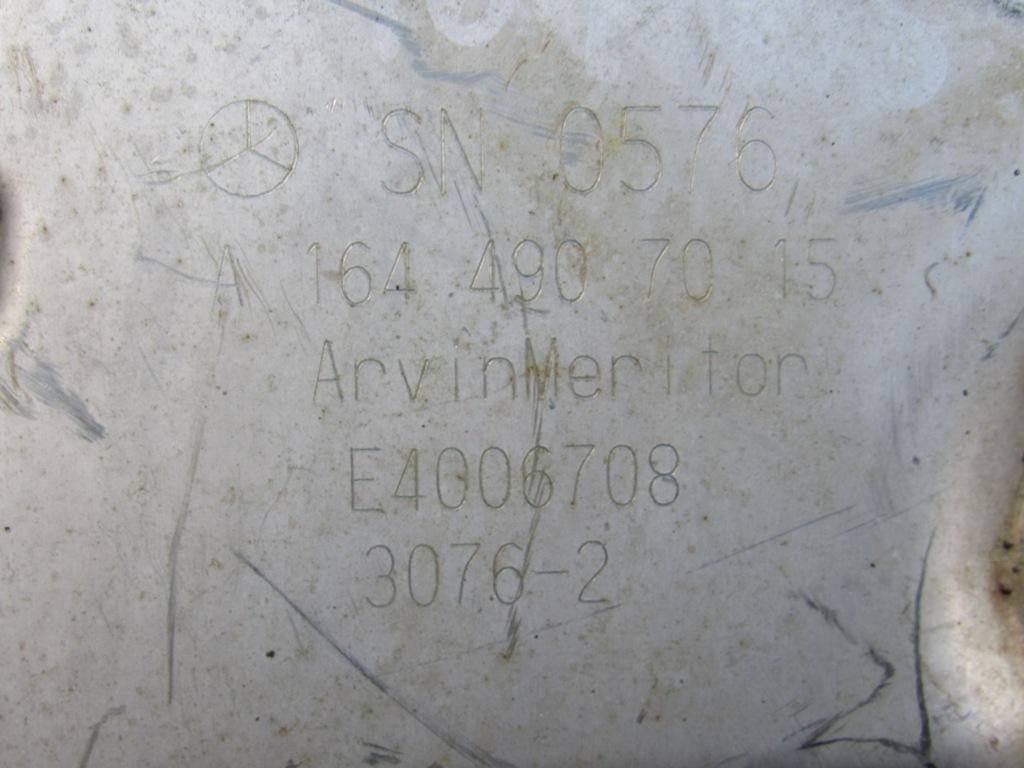 SN 0576
A 164 490 70 15
ArvinMeritor
E4006708
3076-2